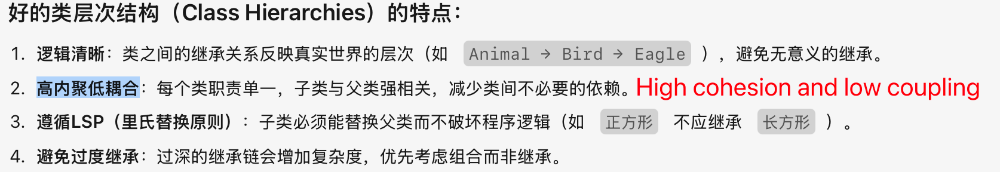 好的类层次结构（Class Hierarchies）的特点：
1. 逻辑清晰：类之间的继承关系反映真实世界的层次（如 Animal → Bird → Eagle ），避免无意义的继承。
2. 高内聚低耦合：每个类职责单一，子类与父类强相关，减少类间不必要的依赖。High cohesion and low coupling
3. 遵循LSP（里氏替换原则）：子类必须能替换父类而不破坏程序逻辑（如 正方形 不应继承 长方形 ）。
4. 避免过度继承：过深的继承链会增加复杂度，优先考虑组合而非继承。